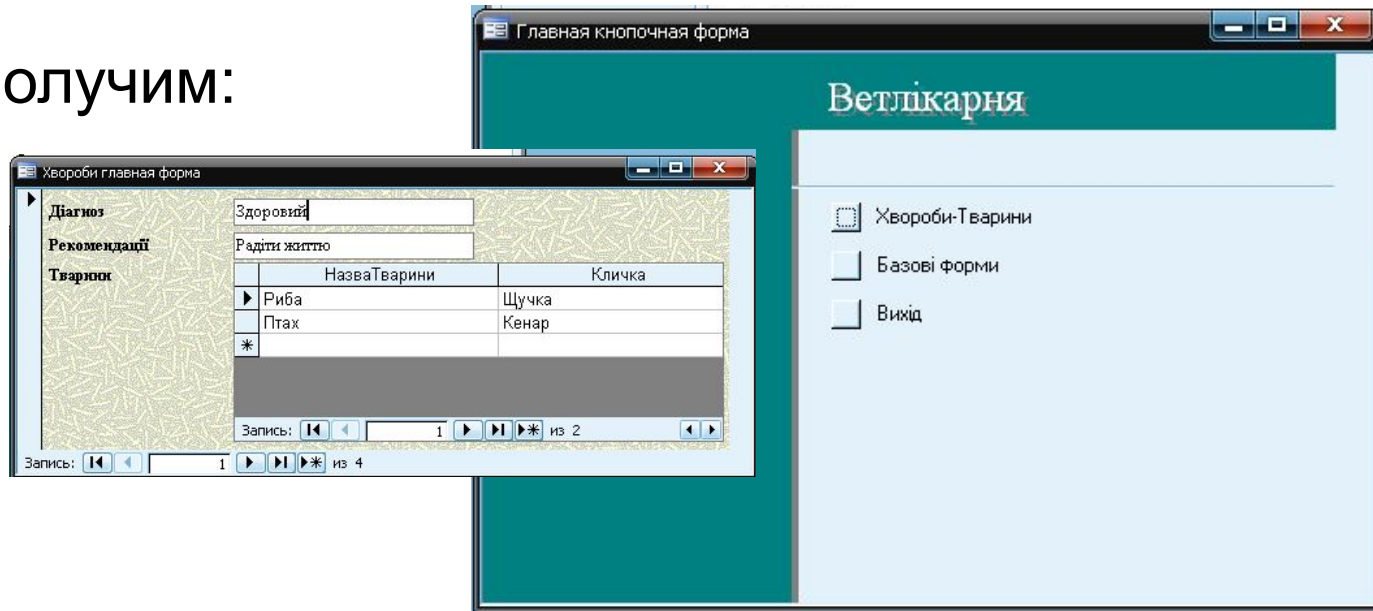 олучим:
Главная кнопочная форма
Ветлікарня
Хвороби-Тварини
Базові форми
Вихід
Хвороби главная форма
Діагноз Здоровий
Рекомендації Радіти життю
Тварини НазваТварини Кличка
Риба Щучка
Птах Кенар
Запись: 1 из 2
Запись: 1 из 4